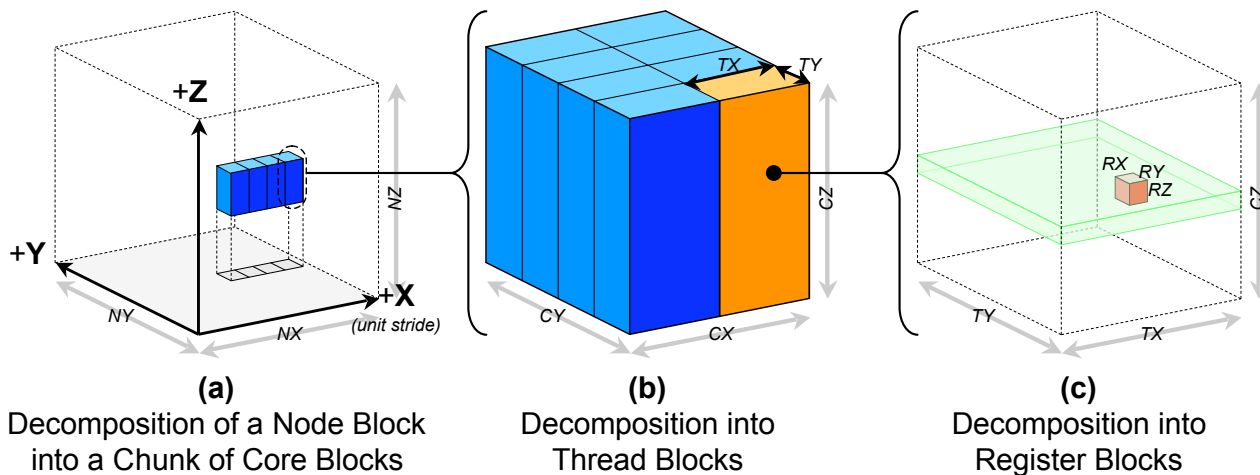 +Z
+Y
+X
(unit stride)
NY
NX
NZ
(a)
Decomposition of a Node Block
into a Chunk of Core Blocks
TX
TY
CZ
CY
CX
(b)
Decomposition into
Thread Blocks
RX
RY
RZ
CZ
TY
TX
(c)
Decomposition into
Register Blocks